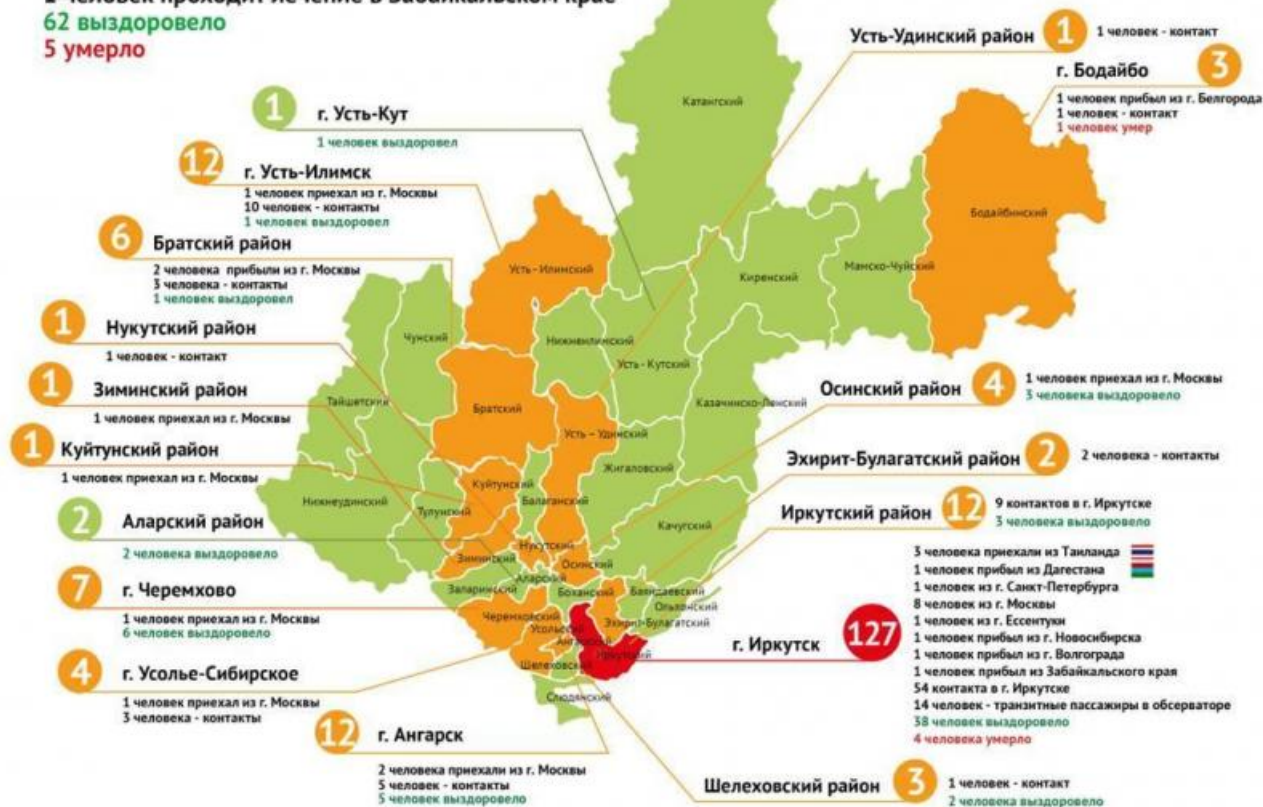 1 человек проходит лечение в Забайкальском крае
62 выздоровело
5 умерло
Усть-Удинский район 1
1 человек - контакт
г. Бодайбо 3
1 человек прибыл из г. Белгорода
1 человек - контакт
1 человек умер
1 г. Усть-Кут
1 человек выздоровел
12 г. Усть-Илимск
1 человек приехал из г. Москвы
10 человек - контакты
1 человек выздоровел
6 Братский район
2 человека прибыли из г. Москвы
3 человека - контакты
1 человек выздоровел
1 Нукутский район
1 человек - контакт
1 Зиминский район
1 человек приехал из г. Москвы
1 Куйтунский район
1 человек приехал из г. Москвы
2 Аларский район
2 человека выздоровело
7 г. Черемхово
1 человек приехал из г. Москвы
6 человек выздоровело
4 г. Усолье-Сибирское
1 человек приехал из г. Москвы
3 человека - контакты
12 г. Ангарск
2 человека приехали из г. Москвы
5 человек - контакты
5 человек выздоровело
Осинский район 4
1 человек приехал из г. Москвы
3 человека выздоровело
Эхирит-Булагатский район 2
2 человека - контакты
Иркутский район 12
9 контактов в г. Иркутске
3 человека выздоровело
г. Иркутск 127
3 человека приехали из Таиланда
1 человек прибыл из Дагестана
1 человек из г. Санкт-Петербурга
8 человек из г. Москвы
1 человек из г. Ессентуки
1 человек прибыл из г. Новосибирска
1 человек прибыл из г. Волгограда
1 человек прибыл из Забайкальского края
54 контакта в г. Иркутске
14 человек - транзитные пассажиры в обсерваторе
38 человек выздоровело
4 человека умерло
Шелеховский район 3
1 человек - контакт
2 человека выздоровело
Катангский
Бодайбинский
Мамско-Чуйский
Киренский
Усть - Илимский
Чунский
Нижнеилимский
Усть - Кутский
Казачинско-Ленский
Тайшетский
Братский
Усть - Удинский
Жигаловский
Нижнеудинский
Тулунский
Куйтунский
Балаганский
Качугский
Зиминский
Нукутский
Осинский
Заларинский
Аларский
Боханский
Баяндаевский
Ольхонский
Черемховский
Усольский
Эхирит-Булагатский
Ангарский
Иркутский
Шелеховский
Слюдянский